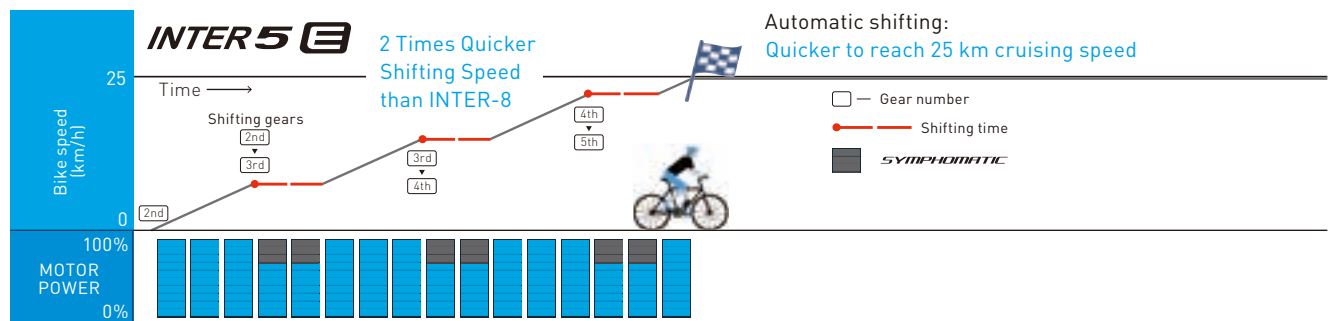 INTER 5 E
2 Times Quicker
Shifting Speed
than INTER-8
Automatic shifting:
Quicker to reach 25 km cruising speed
25
Time
Shifting gears
2nd
3rd
3rd
4th
4th
5th
Gear number
Shifting time
SYMPHOMATIC
Bike speed
(km/h)
2nd
0
100%
MOTOR
POWER
0%